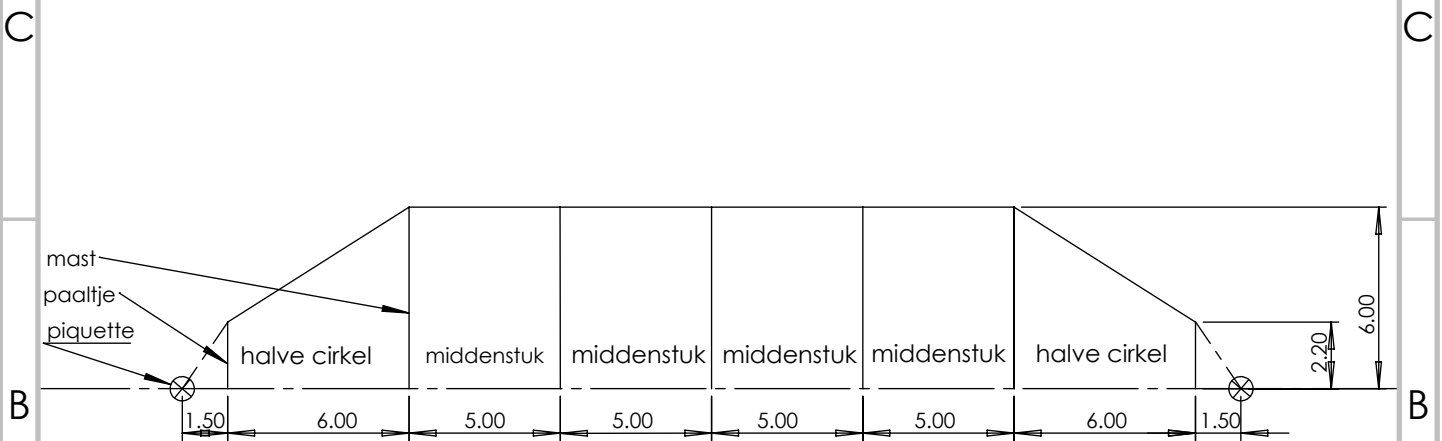 C
C
mast
paaltje
piquette
halve cirkel
middenstuk
middenstuk
middenstuk
middenstuk
halve cirkel
2.20
6.00
B
B
1.50
6.00
5.00
5.00
5.00
5.00
6.00
1.50